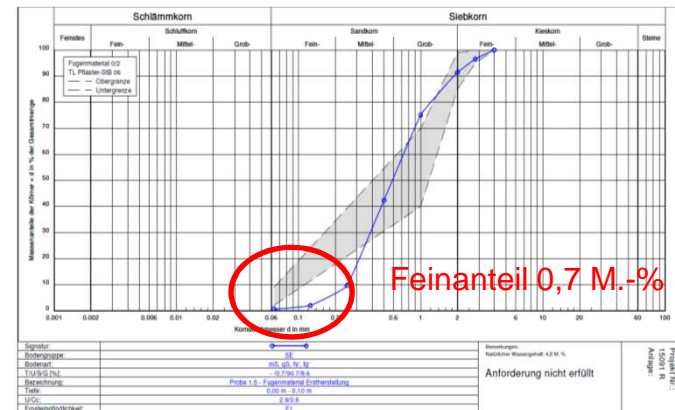 Schlämmkorn Siebkorn
Feinstes Schluffkorn Sandkorn Kieskorn Steine
Fein- Mittel- Grob- Fein- Mittel- Grob- Fein- Mittel- Grob-
Fugenmaterial 0/2
TL Pflaster-StB 06
Obergrenze
Untergrenze
Massenanteile der Körner < d in % der Gesamtmenge
100
90
80
70
60
50
40
30
20
10
0
Feinanteil 0,7 M.-%
0.001 0.002 0.006 0.01 0.02 0.06 0.1 0.2 0.6 1 2 6 10 20 60 100
d in mm
Signatur:
Bodengruppe: SE
Bodenart: mS, gS, fs', fg'
T/U/S/G [%]: - /0.7/90.7/8.6
Bezeichnung: Probe 1.5 - Fugenmaterial Erstherstellung
Tiefe: 0,00 m - 0,10 m
U/Cc: 2.9/0.8
Frostempfindlichkeit F1
Bemerkungen:
Natürlicher Wassergehalt: 4,8 M.-%
Anforderung nicht erfüllt
Projekt Nr.:
15091 R
Anlage: